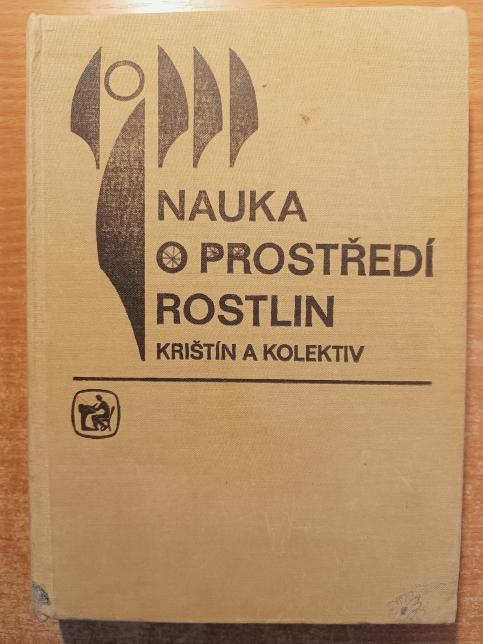 NAUKA
O PROSTŘEDÍ
ROSTLIN
KRIŠTÍN A KOLEKTIV